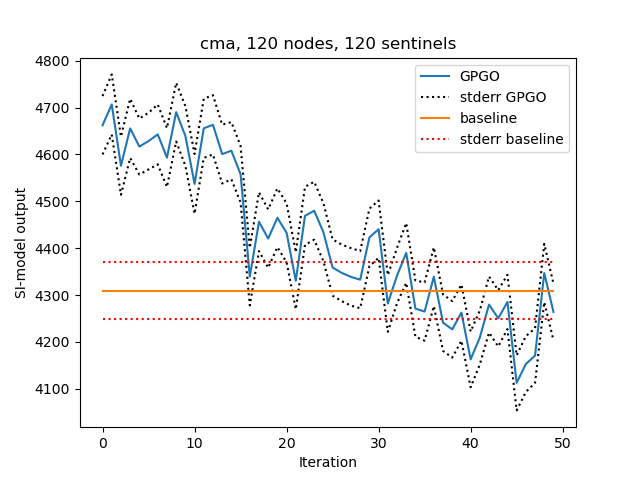 cma, 120 nodes, 120 sentinels
SI-model output
4800
4700
4600
4500
4400
4300
4200
4100
GPGO
stderr GPGO
baseline
stderr baseline
0 10 20 30 40 50
Iteration